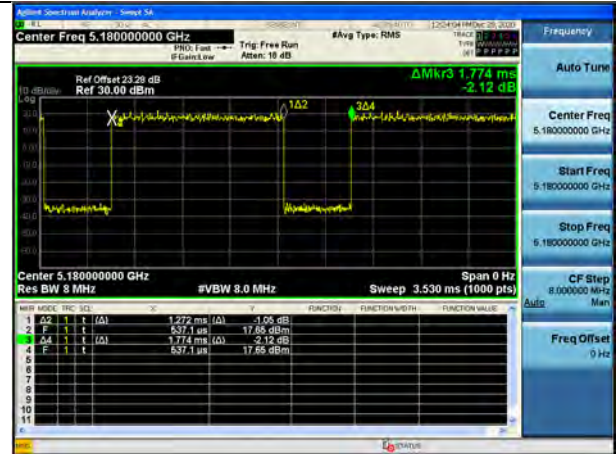 Agilent Spectrum Analyzer - Swept SA
12:24:04 PM Dec 29, 2020
Center Freq 5.180000000 GHz
#Avg Type: RMS
TRACE
TYPE
DET P P P P P P
PNO: Fast
Trig: Free Run
IFGain:Low
Atten: 18 dB
ΔMkr3 1.774 ms
-2.12 dB
Ref Offset 23.29 dB
10 dB/div
Ref 30.00 dBm
Log
1Δ2
3Δ4
Center 5.180000000 GHz
Span 0 Hz
Res BW 8 MHz
#VBW 8.0 MHz
Sweep 3.530 ms (1000 pts)
MKR MODE TRC SCL X Y FUNCTION FUNCTION WIDTH FUNCTION VALUE
1 Δ2 1 t (Δ) 1.272 ms (Δ) -1.05 dB
2 F 1 t 537.1 µs 17.65 dBm
3 Δ4 1 t (Δ) 1.774 ms (Δ) -2.12 dB
4 F 1 t 537.1 µs 17.65 dBm
5
6
7
8
9
10
11
MSG
STATUS
Frequency
Auto Tune
Center Freq
5.180000000 GHz
Start Freq
5.180000000 GHz
Stop Freq
5.180000000 GHz
CF Step
8.000000 MHz
Auto Man
Freq Offset
0 Hz